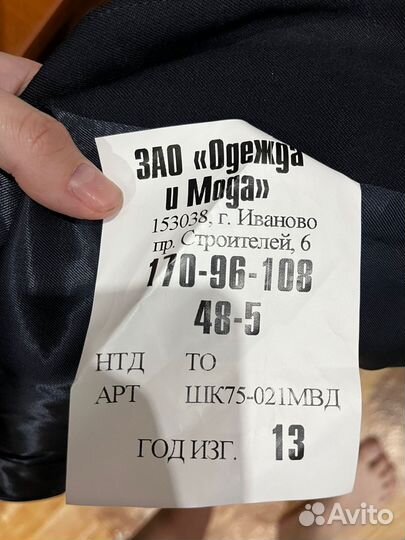 ЗАО «Одежда
и Мода»
153038, г. Иваново
пр. Строителей, 6
170-96-108
48-5
НТД ТО
АРТ ШК75-021МВД
ГОД ИЗГ. 13
Avito